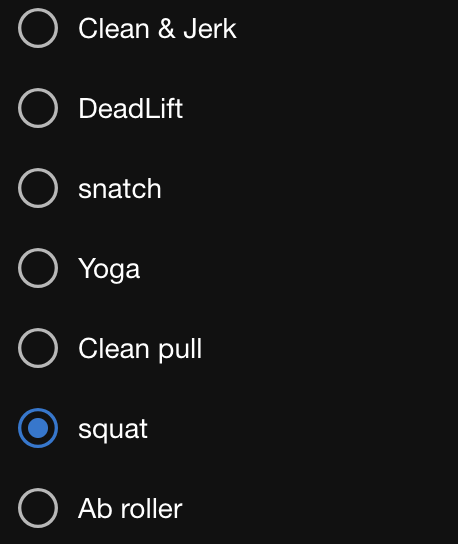 Clean & Jerk
DeadLift
snatch
Yoga
Clean pull
squat
Ab roller